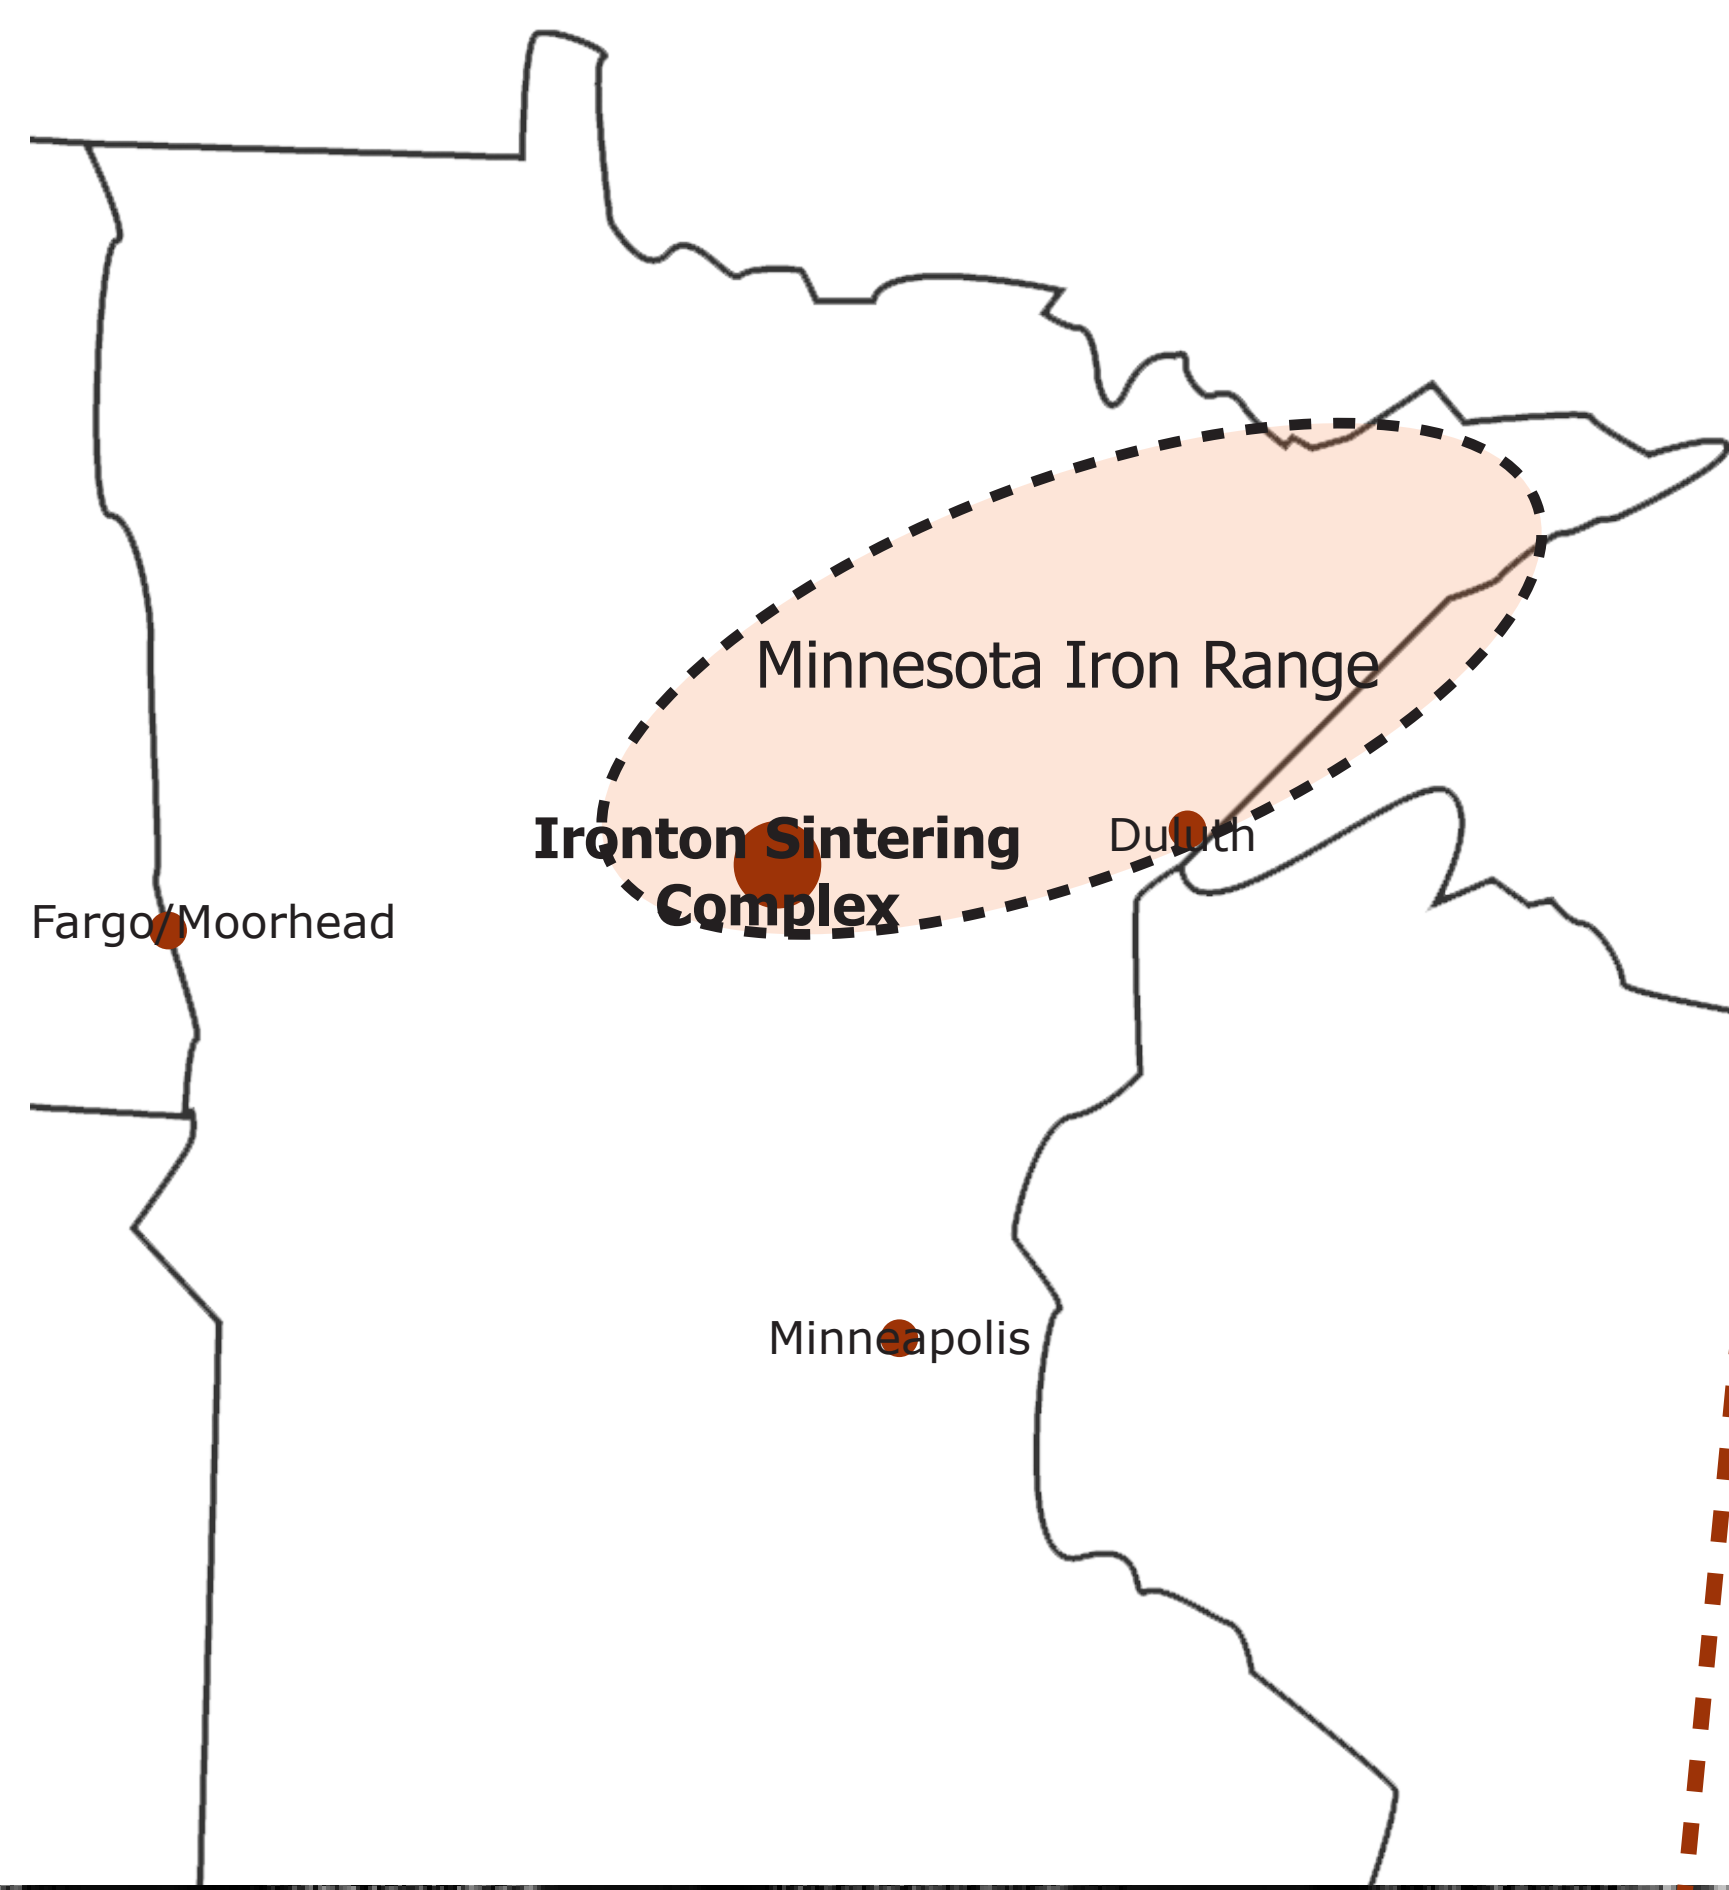 Minnesota Iron Range
Ironton Sintering
Complex
Duluth
Fargo/Moorhead
Minneapolis